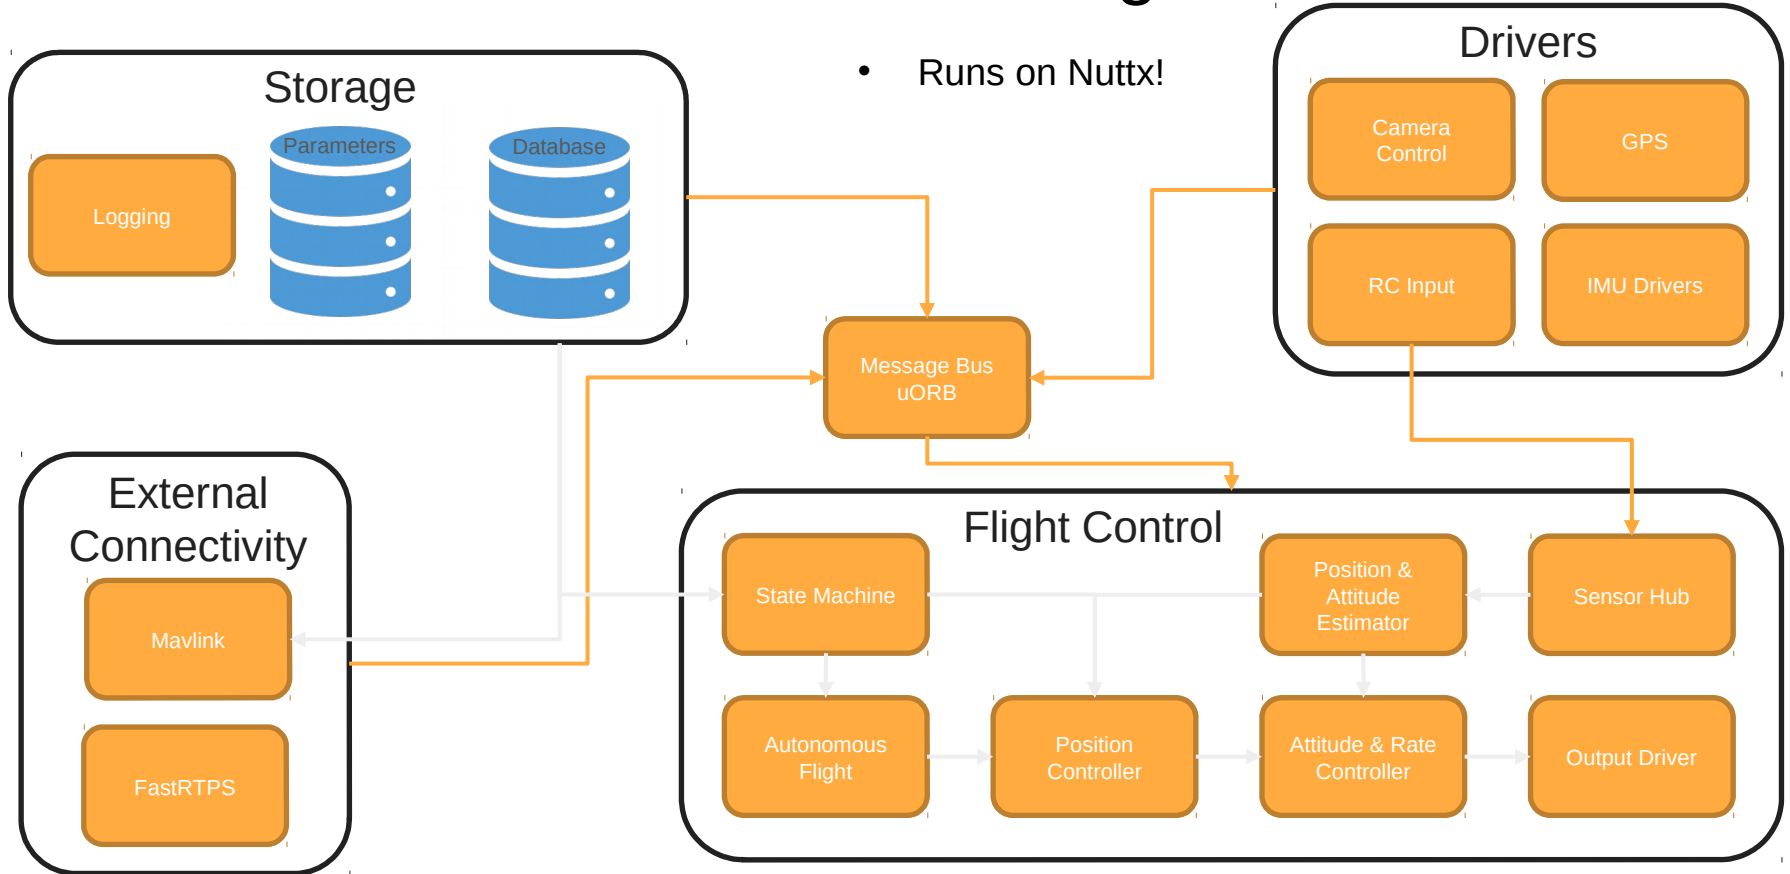 Runs on Nuttx!
Storage
Parameters
Database
Logging
Drivers
Camera
Control
GPS
RC Input
IMU Drivers
Message Bus
uORB
External
Connectivity
Mavlink
FastRTPS
Flight Control
State Machine
Position &
Attitude
Estimator
Sensor Hub
Autonomous
Flight
Position
Controller
Attitude & Rate
Controller
Output Driver